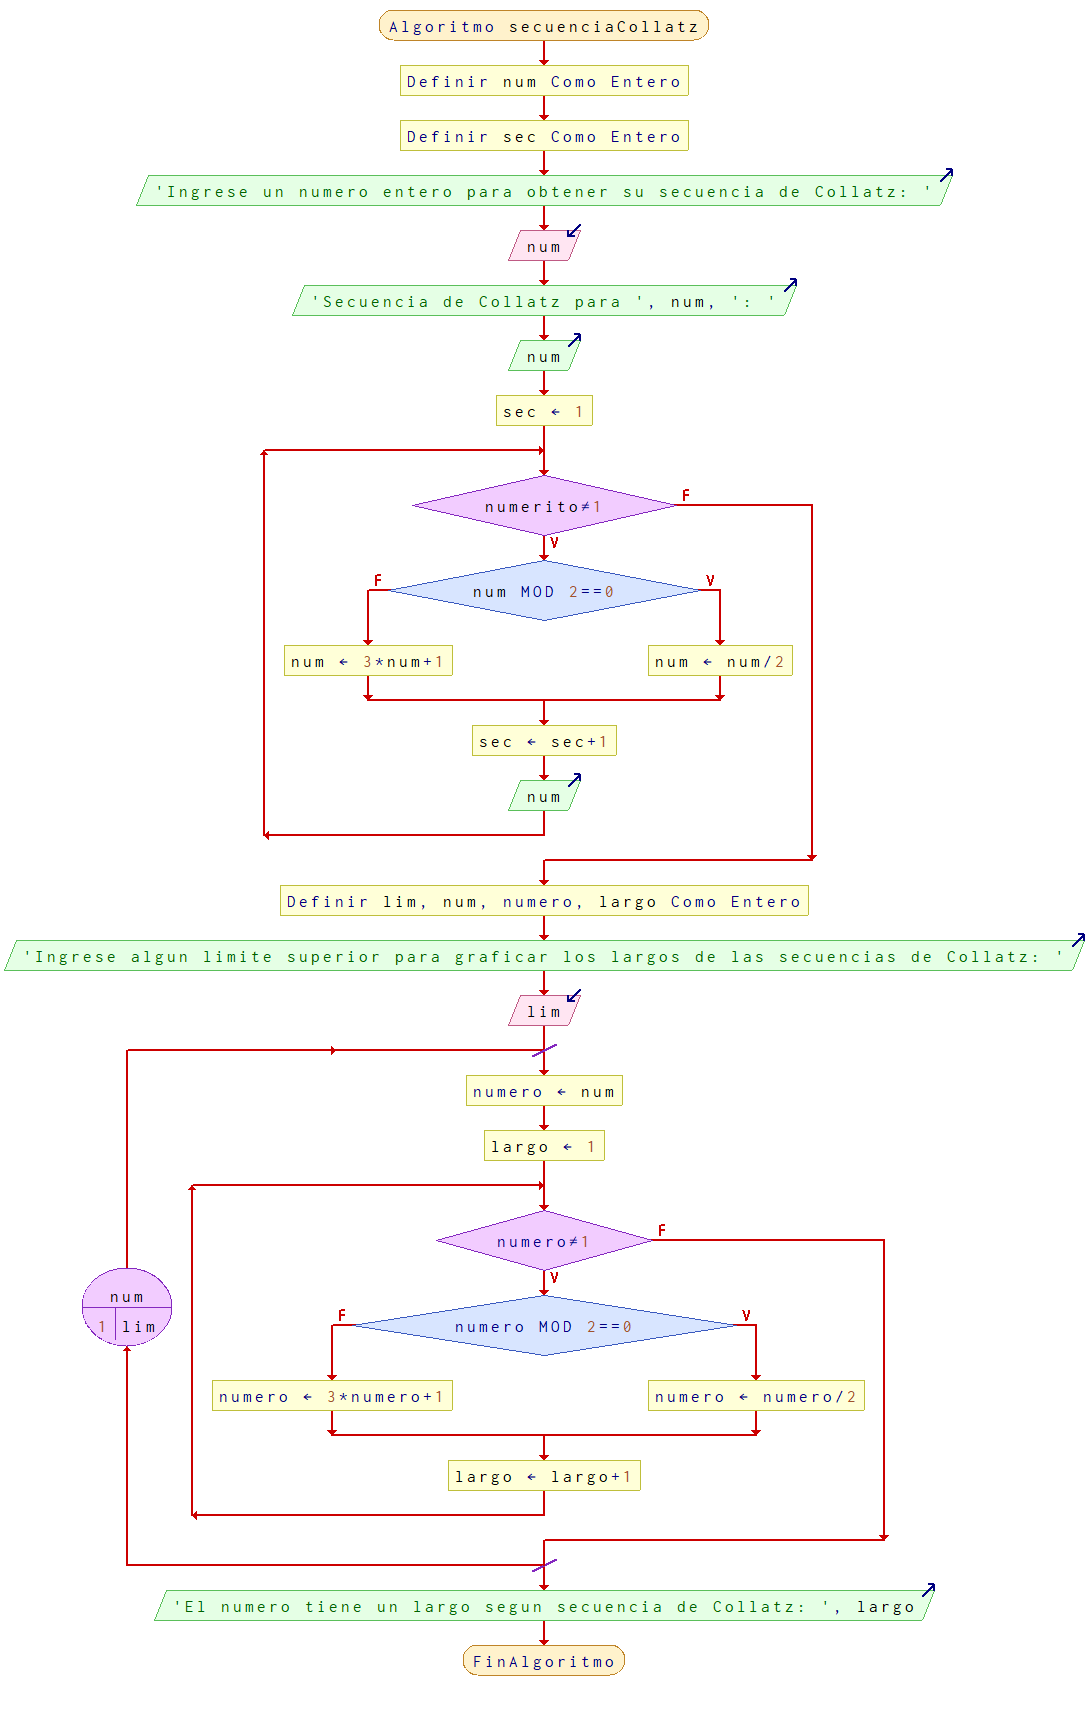 Algoritmo secuenciaCollatz
Definir num Como Entero
Definir sec Como Entero
'Ingrese un numero entero para obtener su secuencia de Collatz: '
num
'Secuencia de Collatz para ', num, ': '
num
sec ← 1
numerito≠1
F
V
num MOD 2==0
F
V
num ← 3*num+1
num ← num/2
sec ← sec+1
num
Definir lim, num, numero, largo Como Entero
'Ingrese algun limite superior para graficar los largos de las secuencias de Collatz: '
lim
numero ← num
largo ← 1
numero≠1
F
V
num
1 lim
numero MOD 2==0
F
V
numero ← 3*numero+1
numero ← numero/2
largo ← largo+1
'El numero tiene un largo segun secuencia de Collatz: ', largo
FinAlgoritmo